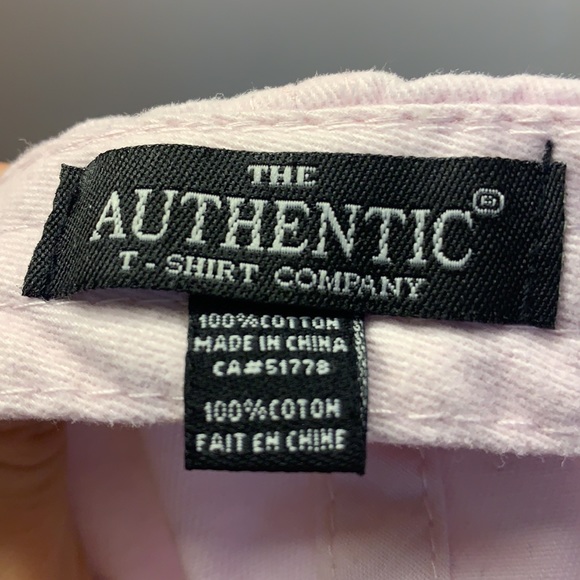 THE
AUTHENTIC®
T-SHIRT COMPANY
100%COTTON
MADE IN CHINA
CA#51778
100%COTON
FAIT EN CHINE